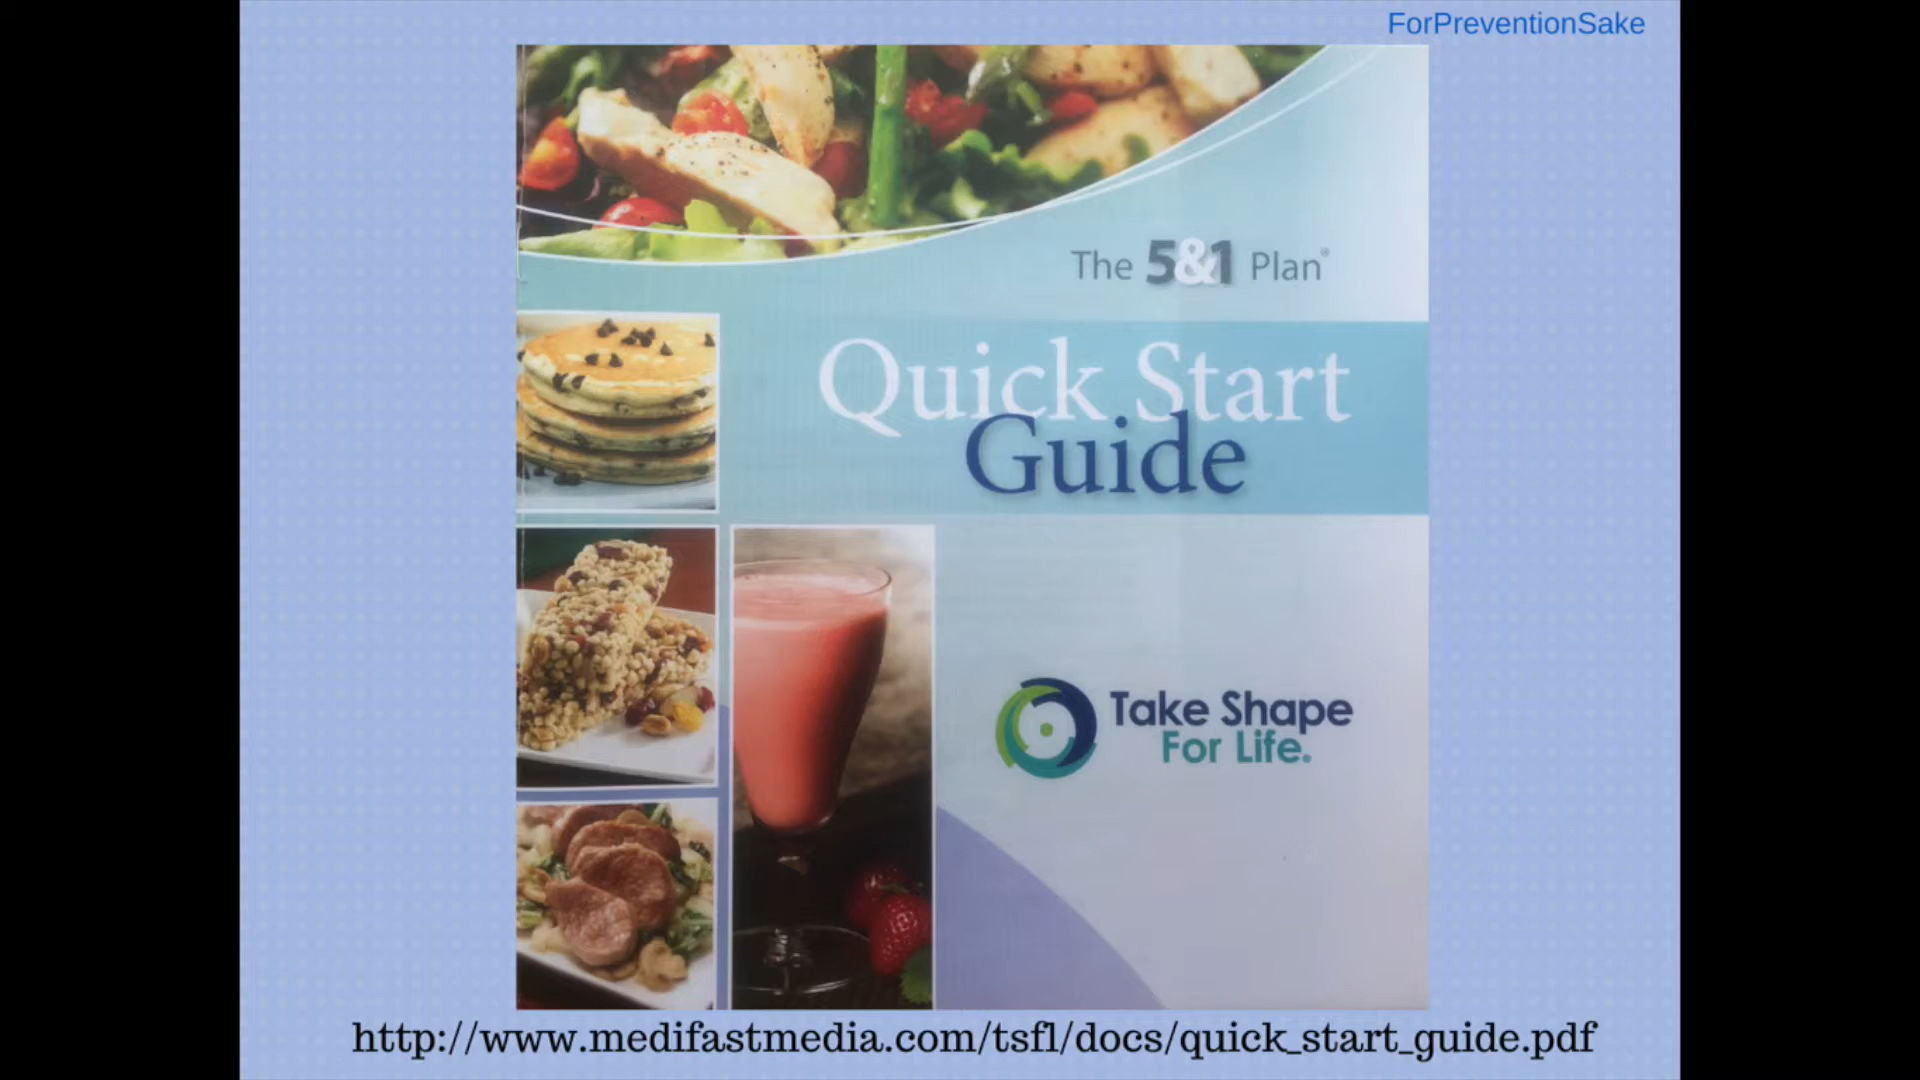 ForPreventionSake
The 5&1 Plan®
Quick Start
Guide
Take Shape
For Life.
http://www.medifastmedia.com/tsfl/docs/quick_start_guide.pdf